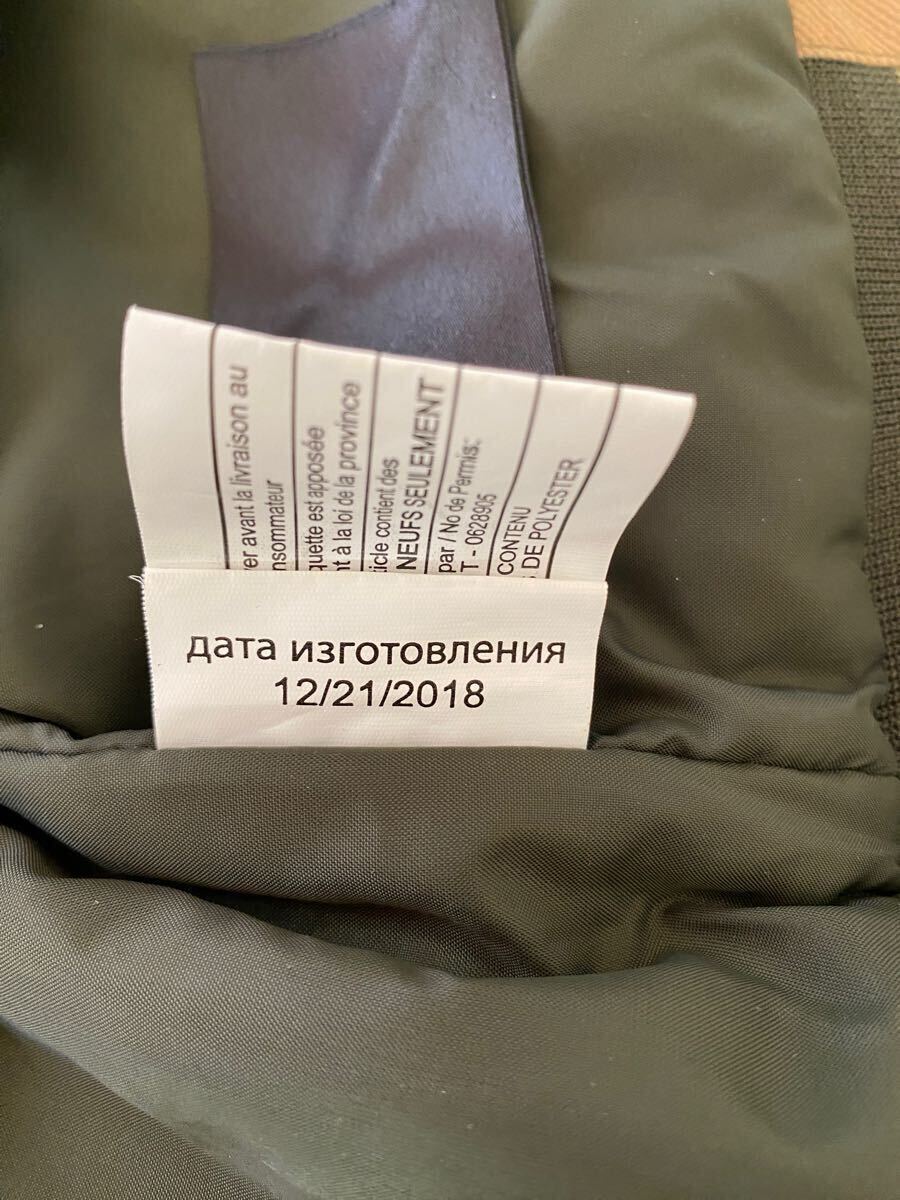 er avant la livraison au
nsommateur
quette est apposée
t à la loi de la province
icle contient des
NEUFS SEULEMENT
par / No de Permis:
T - 0628905
CONTENU
DE POLYESTER
дата изготовления
12/21/2018